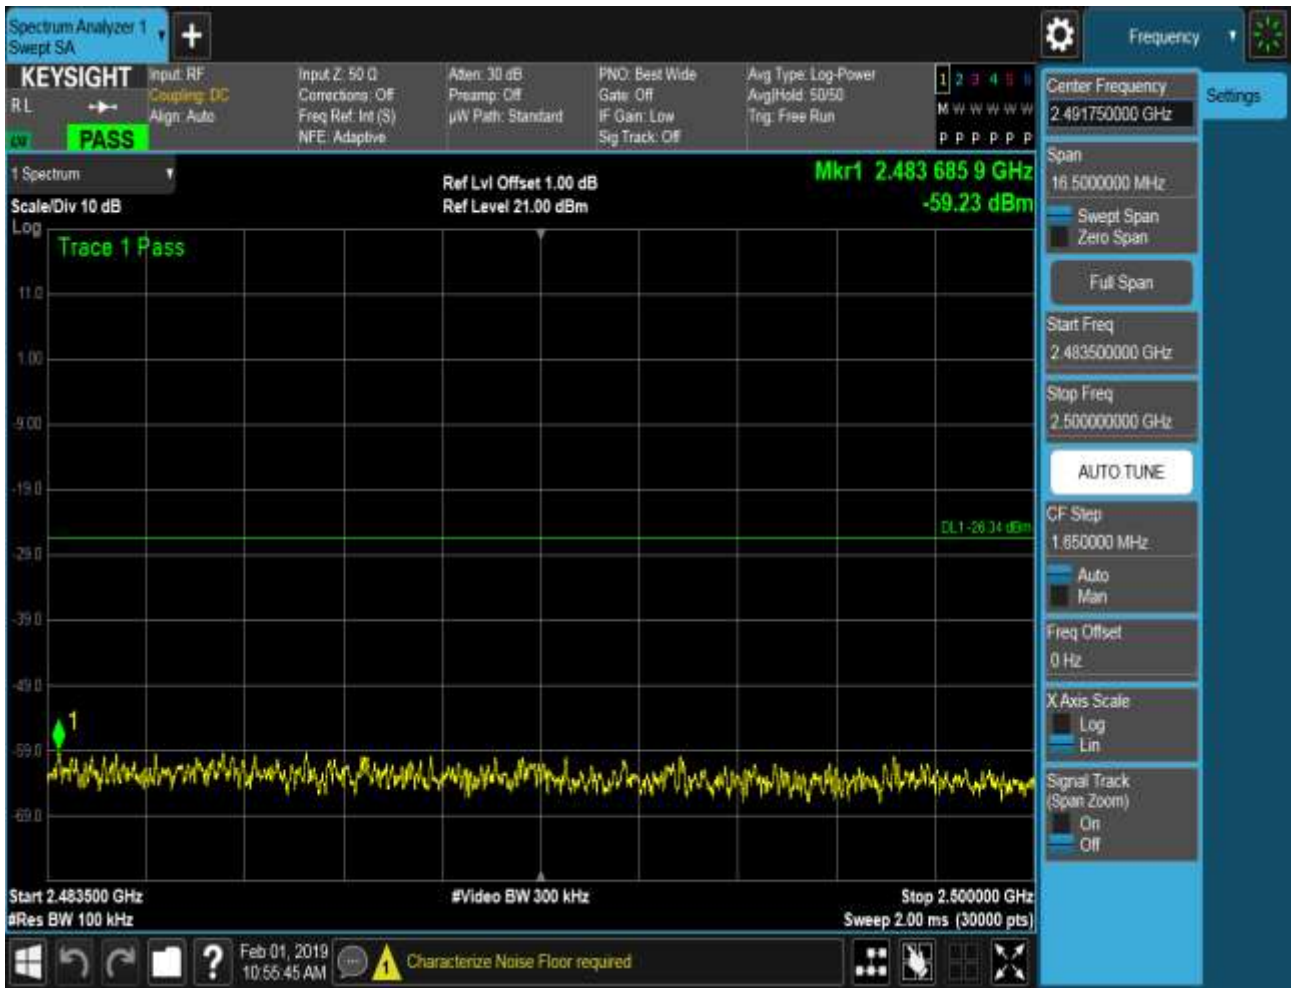 Spectrum Analyzer 1
Swept SA
+
Frequency
KEYSIGHT
R L
PASS
Input: RF
Coupling: DC
Align: Auto
Input Z: 50 Ω
Corrections: Off
Freq Ref: Int (S)
NFE: Adaptive
Atten: 30 dB
Preamp: Off
µW Path: Standard
PNO: Best Wide
Gate: Off
IF Gain: Low
Sig Track: Off
Avg Type: Log-Power
Avg|Hold: 50/50
Trig: Free Run
1 2 3 4 5 6
M W W W W W
P P P P P P
1 Spectrum
Scale/Div 10 dB
Log
Ref Lvl Offset 1.00 dB
Ref Level 21.00 dBm
Mkr1 2.483 685 9 GHz
-59.23 dBm
Trace 1 Pass
11.0
1.00
-9.00
-19.0
DL1 -26.34 dBm
-29.0
-39.0
-49.0
1
-59.0
-69.0
Start 2.483500 GHz
#Res BW 100 kHz
#Video BW 300 kHz
Stop 2.500000 GHz
Sweep 2.00 ms (30000 pts)
?
Feb 01, 2019
10:55:45 AM
1
Characterize Noise Floor required
Center Frequency
2.491750000 GHz
Span
16.5000000 MHz
Swept Span
Zero Span
Full Span
Start Freq
2.483500000 GHz
Stop Freq
2.500000000 GHz
AUTO TUNE
CF Step
1.650000 MHz
Auto
Man
Freq Offset
0 Hz
X Axis Scale
Log
Lin
Signal Track
(Span Zoom)
On
Off
Settings